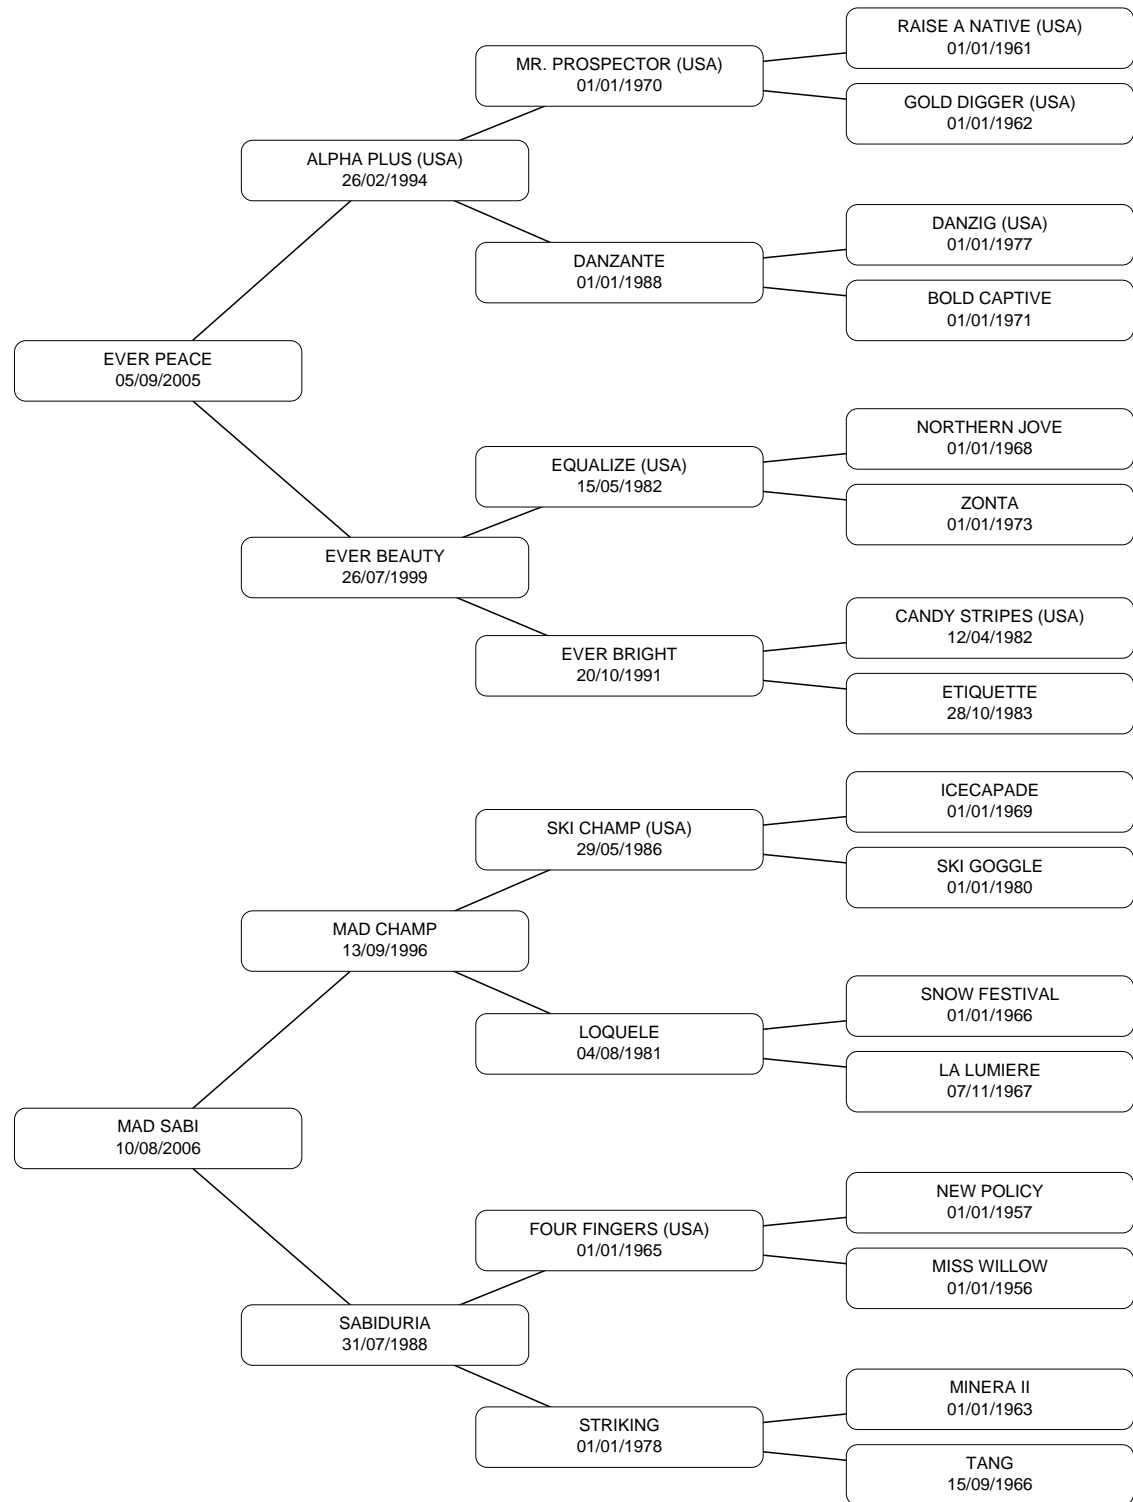 RAISE A NATIVE (USA)
01/01/1961
MR. PROSPECTOR (USA)
01/01/1970
GOLD DIGGER (USA)
01/01/1962
ALPHA PLUS (USA)
26/02/1994
DANZIG (USA)
01/01/1977
DANZANTE
01/01/1988
BOLD CAPTIVE
01/01/1971
EVER PEACE
05/09/2005
NORTHERN JOVE
01/01/1968
EQUALIZE (USA)
15/05/1982
ZONTA
01/01/1973
EVER BEAUTY
26/07/1999
CANDY STRIPES (USA)
12/04/1982
EVER BRIGHT
20/10/1991
ETIQUETTE
28/10/1983
ICECAPADE
01/01/1969
SKI CHAMP (USA)
29/05/1986
SKI GOGGLE
01/01/1980
MAD CHAMP
13/09/1996
SNOW FESTIVAL
01/01/1966
LOQUELE
04/08/1981
LA LUMIERE
07/11/1967
MAD SABI
10/08/2006
NEW POLICY
01/01/1957
FOUR FINGERS (USA)
01/01/1965
MISS WILLOW
01/01/1956
SABIDURIA
31/07/1988
MINERA II
01/01/1963
STRIKING
01/01/1978
TANG
15/09/1966